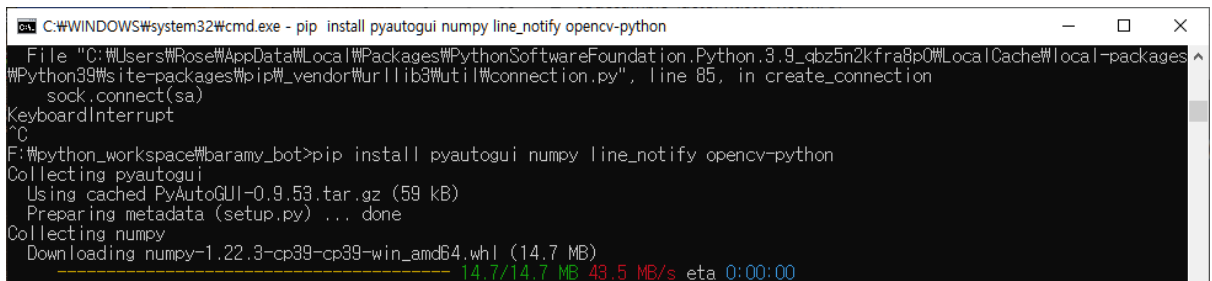 C:₩WINDOWS₩system32₩cmd.exe - pip  install pyautogui numpy line_notify opencv-python
  File "C:₩Users₩Rose₩AppData₩Local₩Packages₩PythonSoftwareFoundation.Python.3.9_qbz5n2kfra8p0₩LocalCache₩local-packages
₩Python39₩site-packages₩pip₩_vendor₩urllib3₩util₩connection.py", line 85, in create_connection
    sock.connect(sa)
KeyboardInterrupt
^C
F:₩python_workspace₩baramy_bot>pip install pyautogui numpy line_notify opencv-python
Collecting pyautogui
  Using cached PyAutoGUI-0.9.53.tar.gz (59 kB)
  Preparing metadata (setup.py) ... done
Collecting numpy
  Downloading numpy-1.22.3-cp39-cp39-win_amd64.whl (14.7 MB)
     ---------------------------------------- 14.7/14.7 MB 43.5 MB/s eta 0:00:00